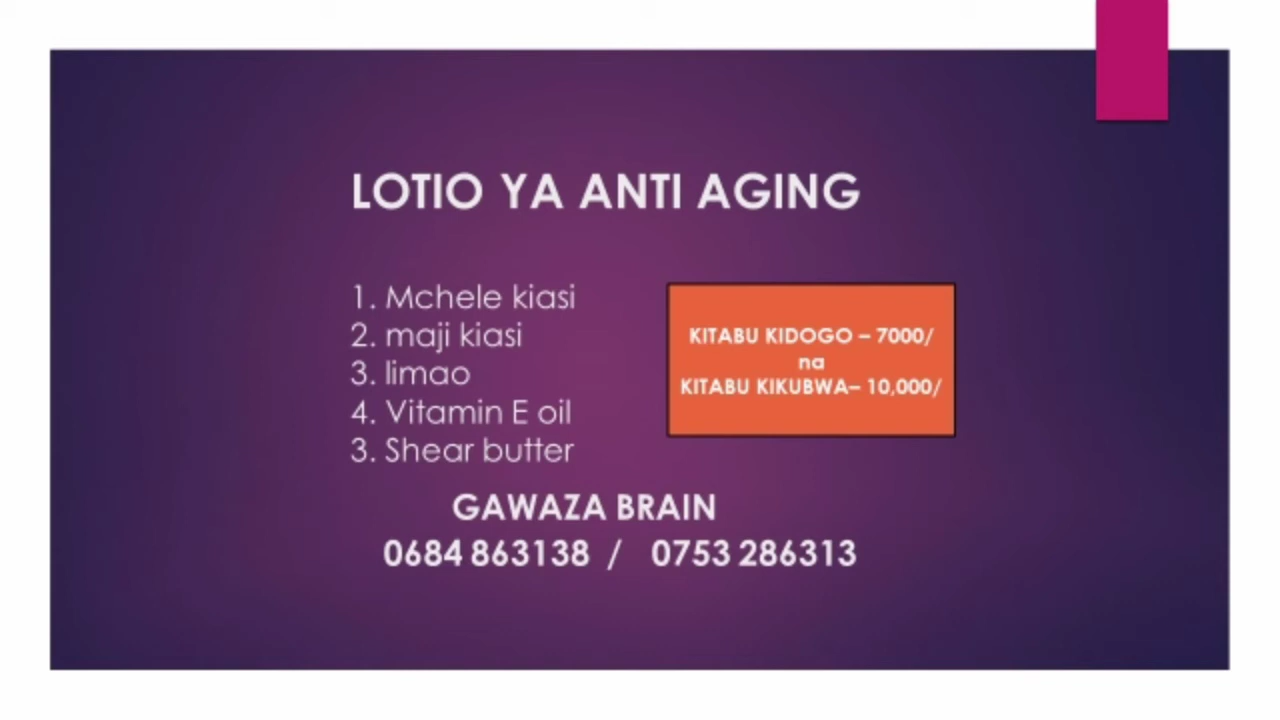 LOTIO YA ANTI AGING
1. Mchele kiasi
2. maji kiasi
3. limao
4. Vitamin E oil
3. Shear butter
KITABU KIDOGO – 7000/
na
KITABU KIKUBWA– 10,000/
GAWAZA BRAIN
0684 863138 / 0753 286313